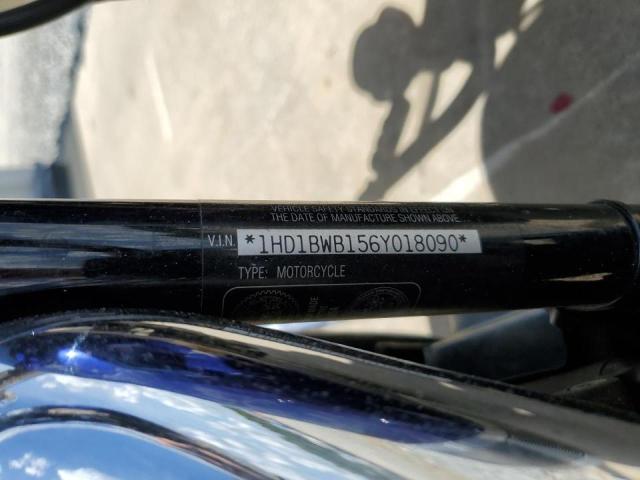 VEHICLE SAFETY STANDARDS IN EFFECT ON
THE DATE OF MANUFACTURE SHOWN ABOVE
V.I.N. *1HD1BWB156Y018090*
TYPE: MOTORCYCLE